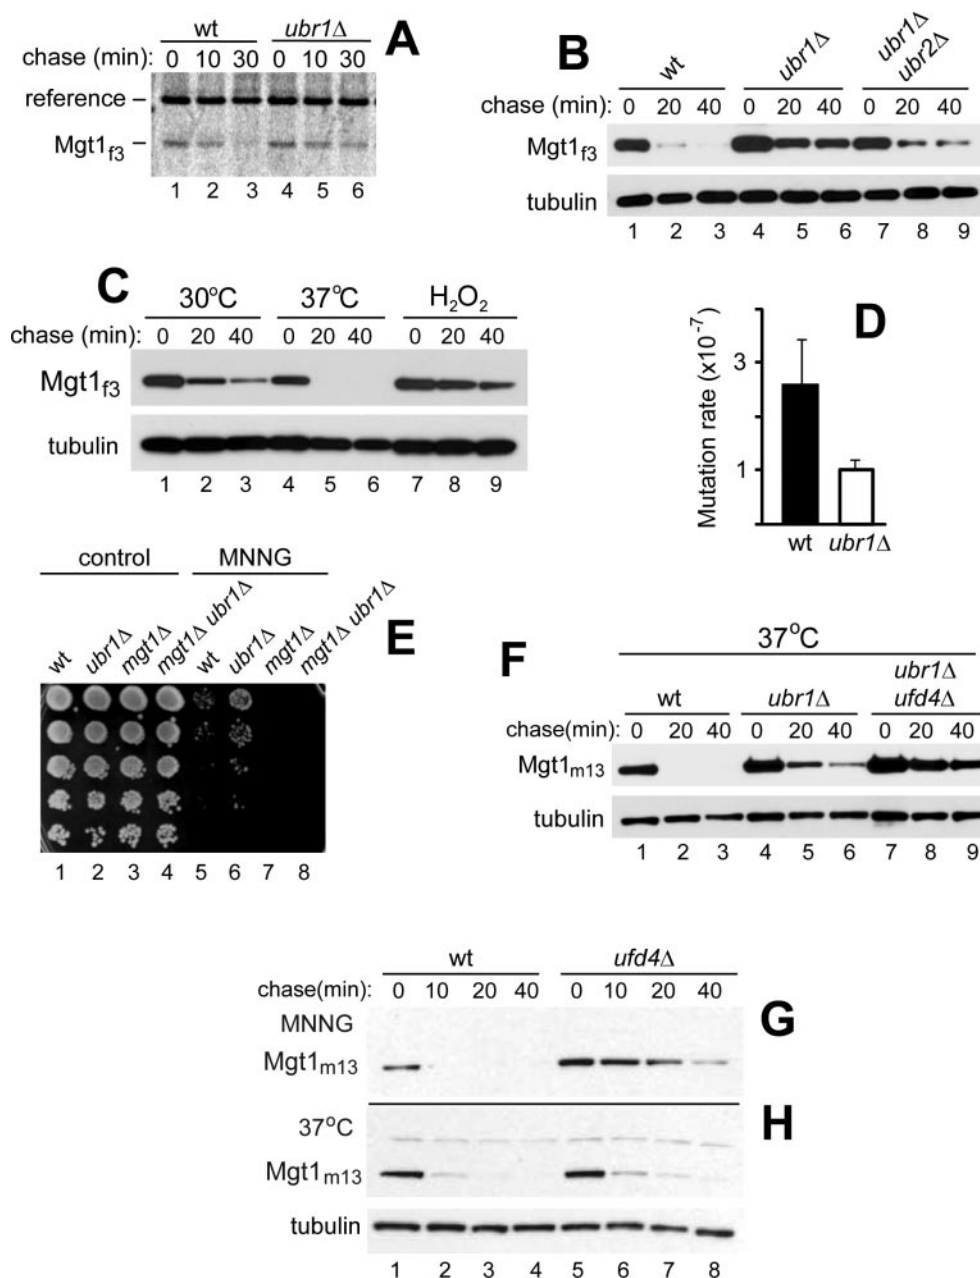 wt ubr1Δ A
chase (min): 0 10 30 0 10 30
reference –
Mgt1f3 –
1 2 3 4 5 6
B wt ubr1Δ ubr1Δ
ubr2Δ
chase (min): 0 20 40 0 20 40 0 20 40
Mgt1f3
tubulin
1 2 3 4 5 6 7 8 9
C 30°C 37°C H2O2
chase (min): 0 20 40 0 20 40 0 20 40
Mgt1f3
tubulin
1 2 3 4 5 6 7 8 9
D
Mutation rate (x10-7)
3
1
wt ubr1Δ
control MNNG
wt ubr1Δ mgt1Δ mgt1Δ ubr1Δ wt ubr1Δ mgt1Δ mgt1Δ ubr1Δ
E
1 2 3 4 5 6 7 8
F
37°C
wt ubr1Δ ubr1Δ
ufd4Δ
chase(min): 0 20 40 0 20 40 0 20 40
Mgt1m13
tubulin
1 2 3 4 5 6 7 8 9
wt ufd4Δ
chase(min): 0 10 20 40 0 10 20 40
MNNG G
Mgt1m13
37°C H
Mgt1m13
tubulin
1 2 3 4 5 6 7 8